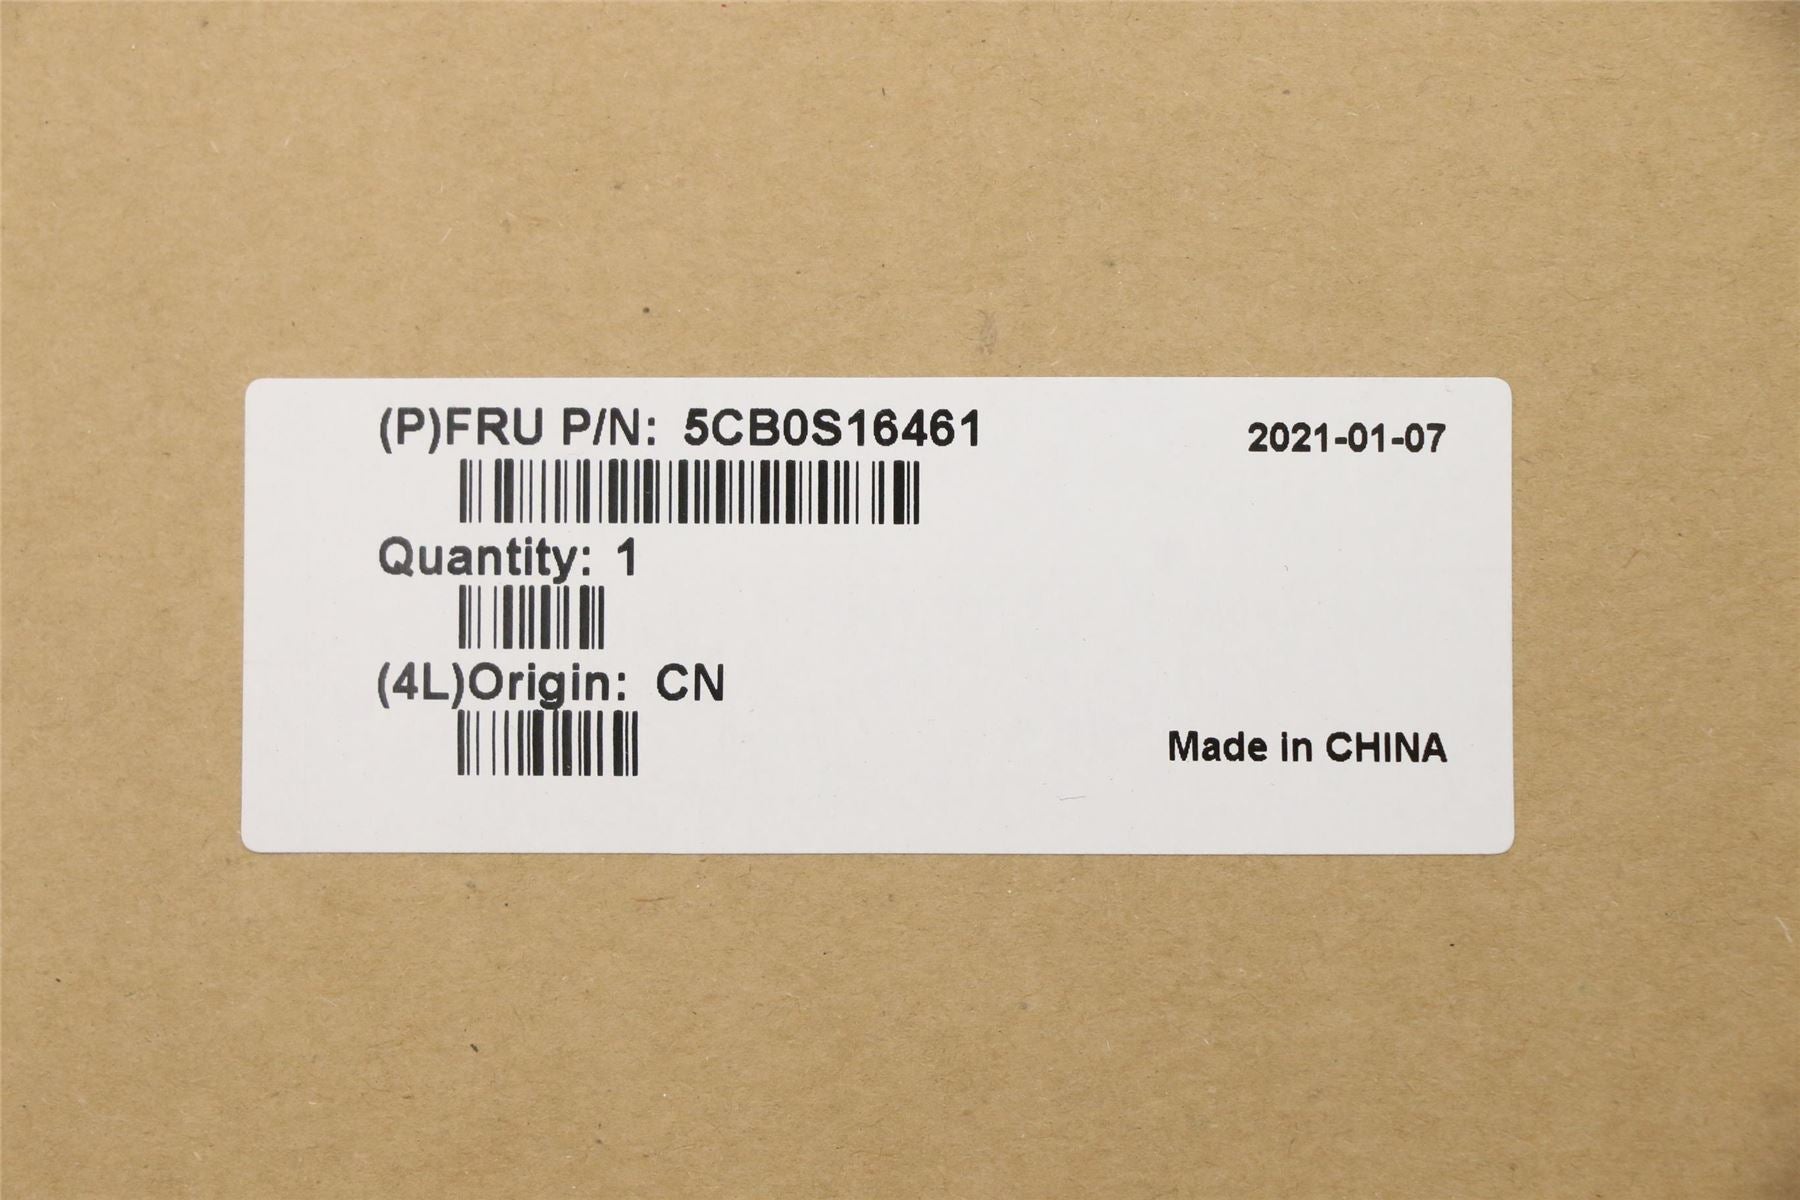 (P)FRU P/N: 5CB0S16461
2021-01-07
Quantity: 1
(4L)Origin: CN
Made in CHINA